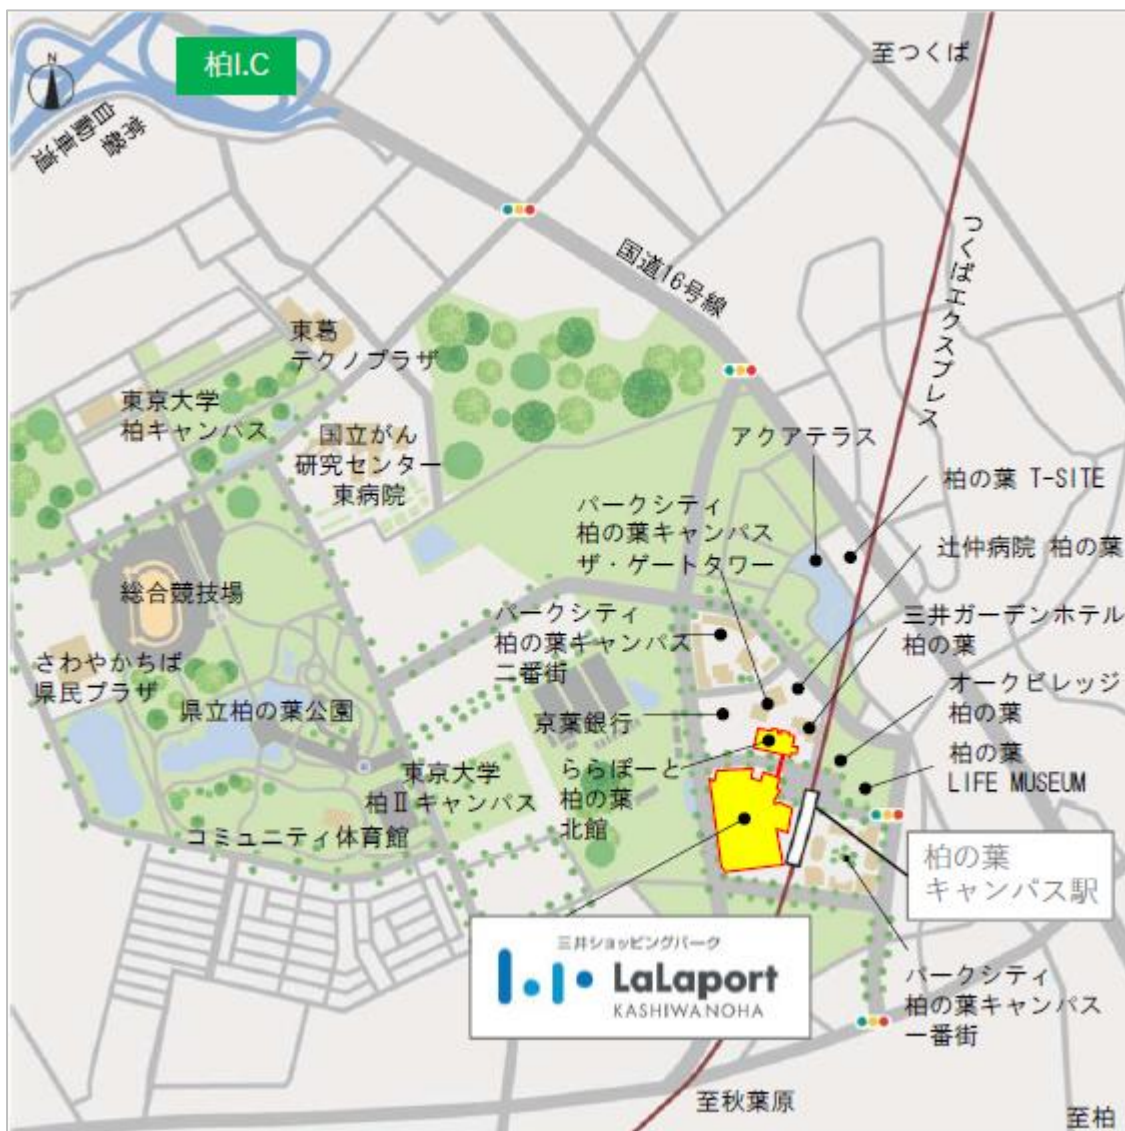 柏I.C
至つくば
N
常磐
自動車道
国道16号線
つくばエクスプレス
東葛
テクノプラザ
東京大学
柏キャンパス
国立がん
研究センター
東病院
アクアテラス
柏の葉 T-SITE
パークシティ
柏の葉キャンパス
ザ・ゲートタワー
辻仲病院 柏の葉
総合競技場
パークシティ
柏の葉キャンパス
二番街
三井ガーデンホテル
柏の葉
さわやかちば
県民プラザ
オークビレッジ
柏の葉
県立柏の葉公園
京葉銀行
柏の葉
LIFE MUSEUM
東京大学
柏Ⅱキャンパス
ららぽーと
柏の葉
北館
コミュニティ体育館
柏の葉
キャンパス駅
三井ショッピングパーク
LaLaport
KASHIWANOHA
パークシティ
柏の葉キャンパス
一番街
至秋葉原
至柏